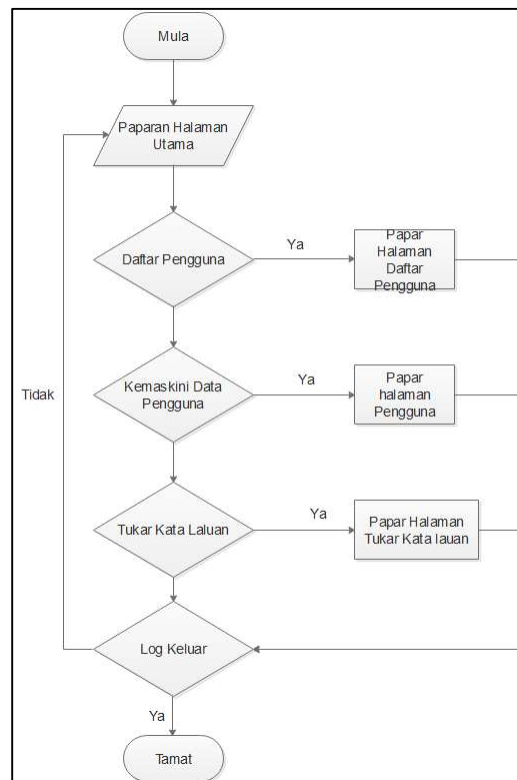 Mula
Paparan Halaman
Utama
Daftar Pengguna
Ya
Papar
Halaman
Daftar
Pengguna
Kemaskini Data
Pengguna
Ya
Papar
halaman
Pengguna
Tidak
Tukar Kata Laluan
Ya
Papar Halaman
Tukar Kata lauan
Log Keluar
Ya
Tamat